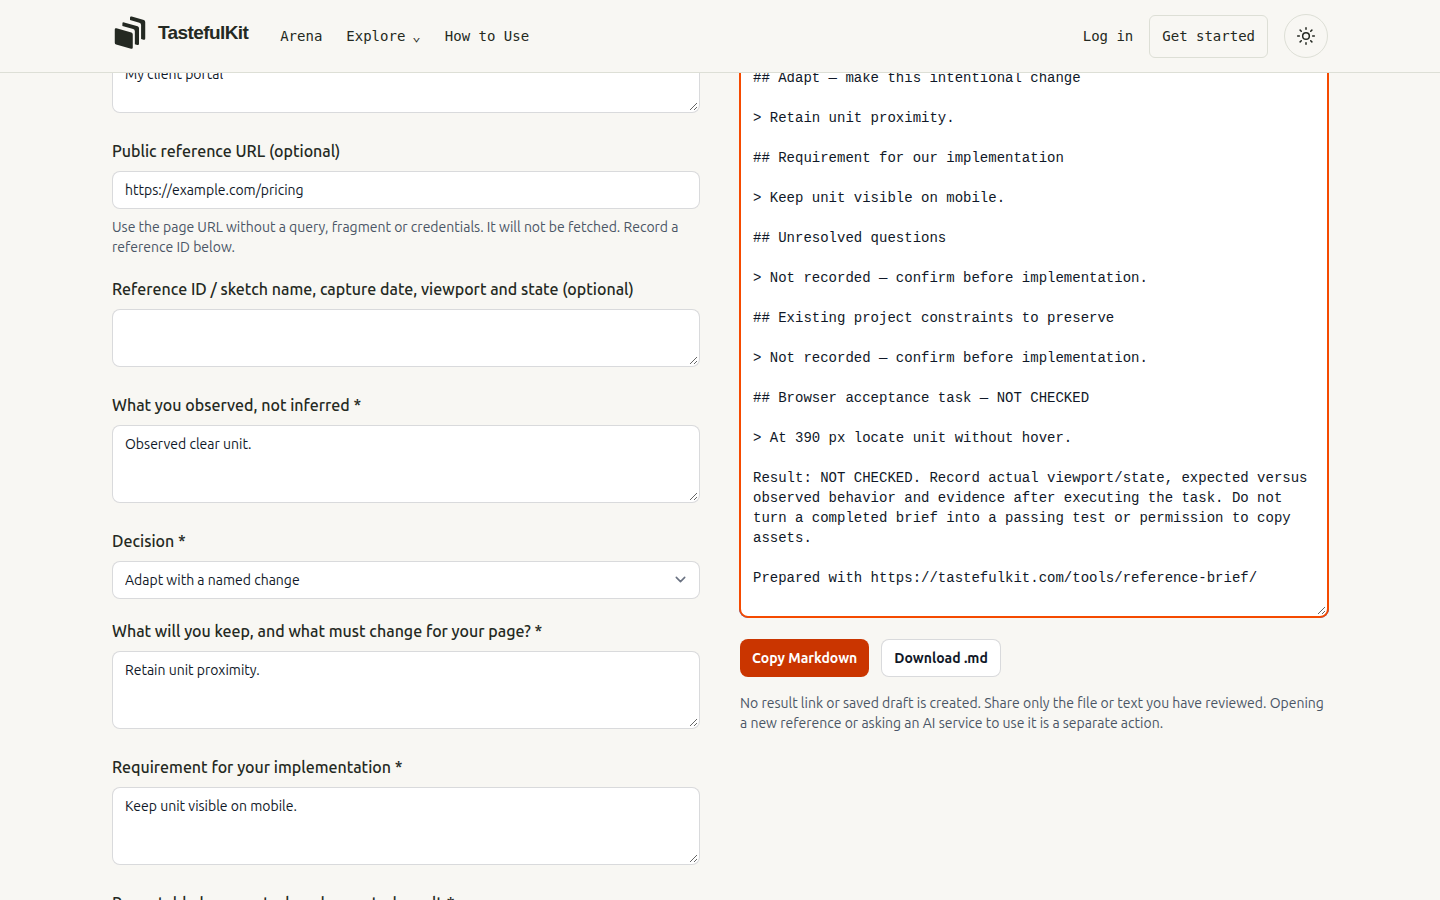 TastefulKit
Arena
Explore
How to Use
Log in
Get started
My client portal
Public reference URL (optional)
https://example.com/pricing
Use the page URL without a query, fragment or credentials. It will not be fetched. Record a
reference ID below.
Reference ID / sketch name, capture date, viewport and state (optional)
What you observed, not inferred *
Observed clear unit.
Decision *
Adapt with a named change
What will you keep, and what must change for your page? *
Retain unit proximity.
Requirement for your implementation *
Keep unit visible on mobile.
## Adapt — make this intentional change
> Retain unit proximity.
## Requirement for our implementation
> Keep unit visible on mobile.
## Unresolved questions
> Not recorded — confirm before implementation.
## Existing project constraints to preserve
> Not recorded — confirm before implementation.
## Browser acceptance task — NOT CHECKED
> At 390 px locate unit without hover.
Result: NOT CHECKED. Record actual viewport/state, expected versus
observed behavior and evidence after executing the task. Do not
turn a completed brief into a passing test or permission to copy
assets.
Prepared with https://tastefulkit.com/tools/reference-brief/
Copy Markdown
Download .md
No result link or saved draft is created. Share only the file or text you have reviewed. Opening
a new reference or asking an AI service to use it is a separate action.